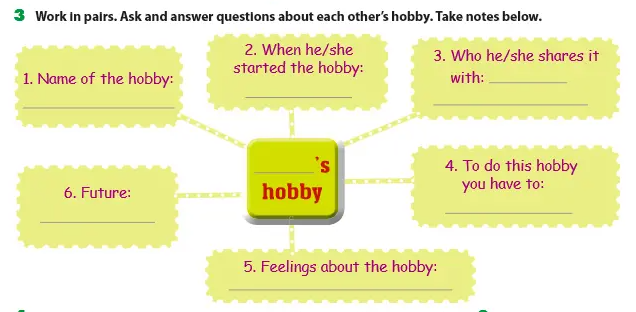 3 Work in pairs. Ask and answer questions about each other's hobby. Take notes below.
1. Name of the hobby:
2. When he/she
started the hobby:
3. Who he/she shares it
with:
's
hobby
4. To do this hobby
you have to:
5. Feelings about the hobby:
6. Future: